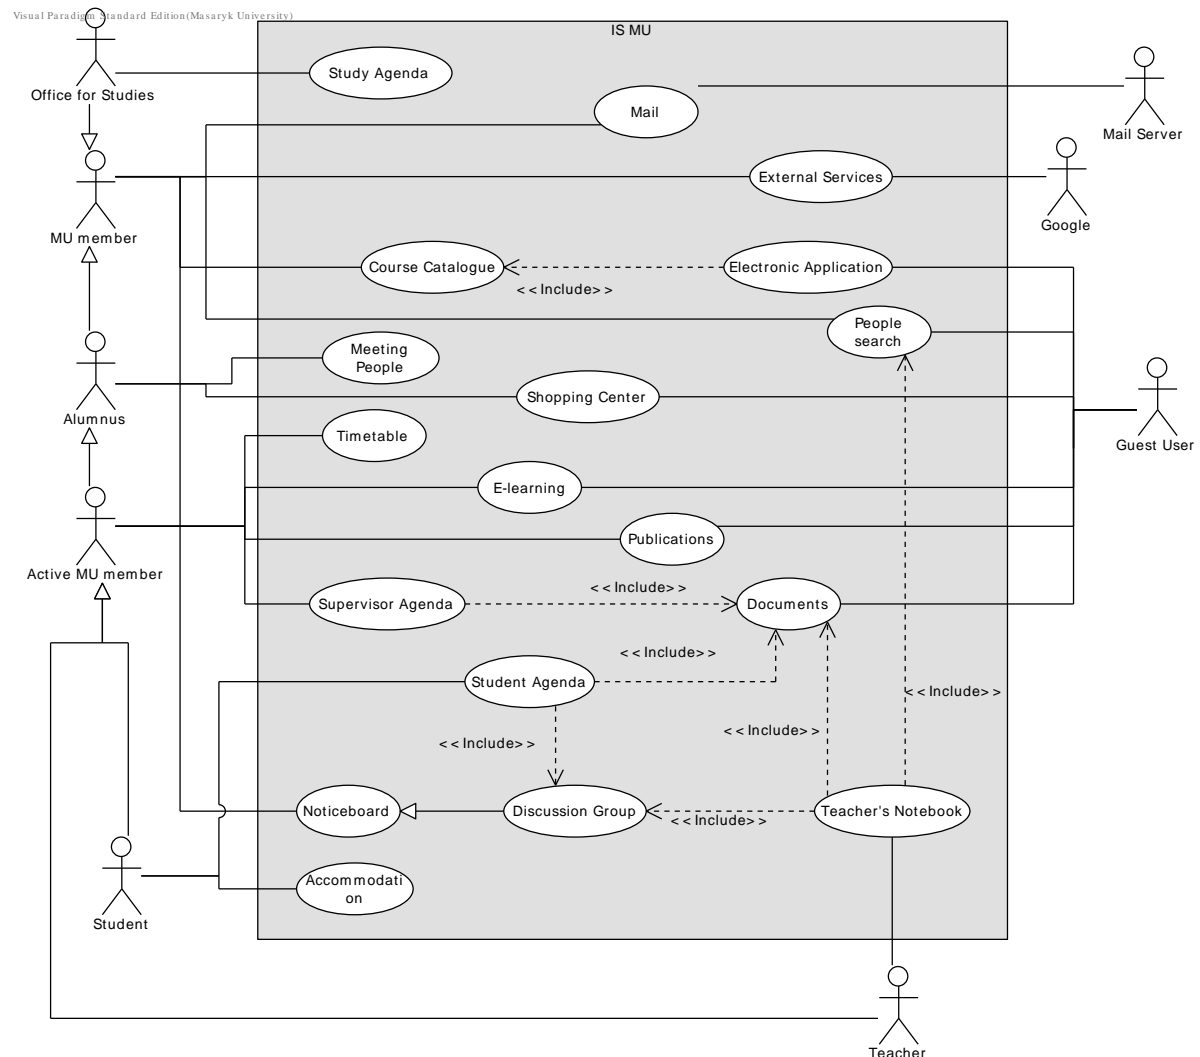 Visual Paradigm Standard Edition(Masaryk University)
IS MU
Study Agenda
Office for Studies
Mail
Mail Server
External Services
Google
MU member
Course Catalogue
Electronic Application
<<Include>>
People
search
Meeting
People
Shopping Center
Alumnus
Guest User
Timetable
E-learning
Publications
Active MU member
<<Include>>
Supervisor Agenda
Documents
<<Include>>
Student Agenda
<<Include>>
<<Include>>
<<Include>>
Noticeboard
Discussion Group
Teacher's Notebook
<<Include>>
Accommodati
on
Student
Teacher